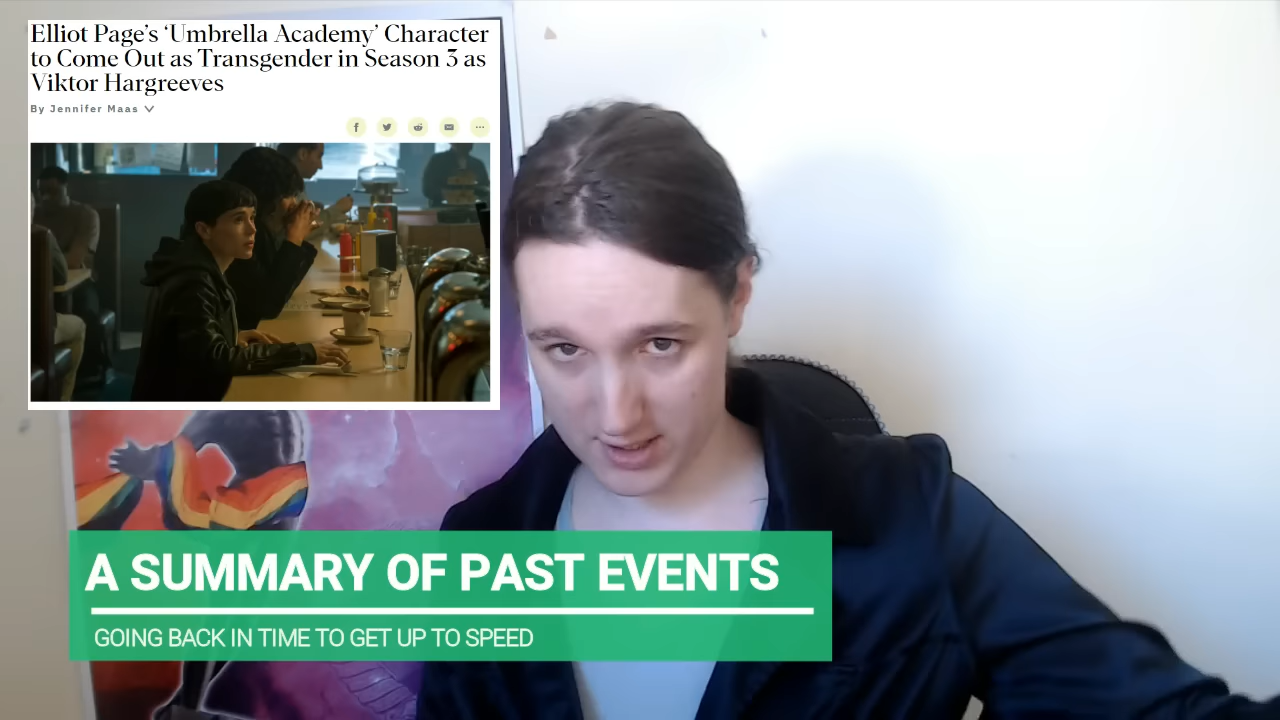 Elliot Page's 'Umbrella Academy' Character
to Come Out as Transgender in Season 3 as
Viktor Hargreeves
By Jennifer Maas
A SUMMARY OF PAST EVENTS
GOING BACK IN TIME TO GET UP TO SPEED